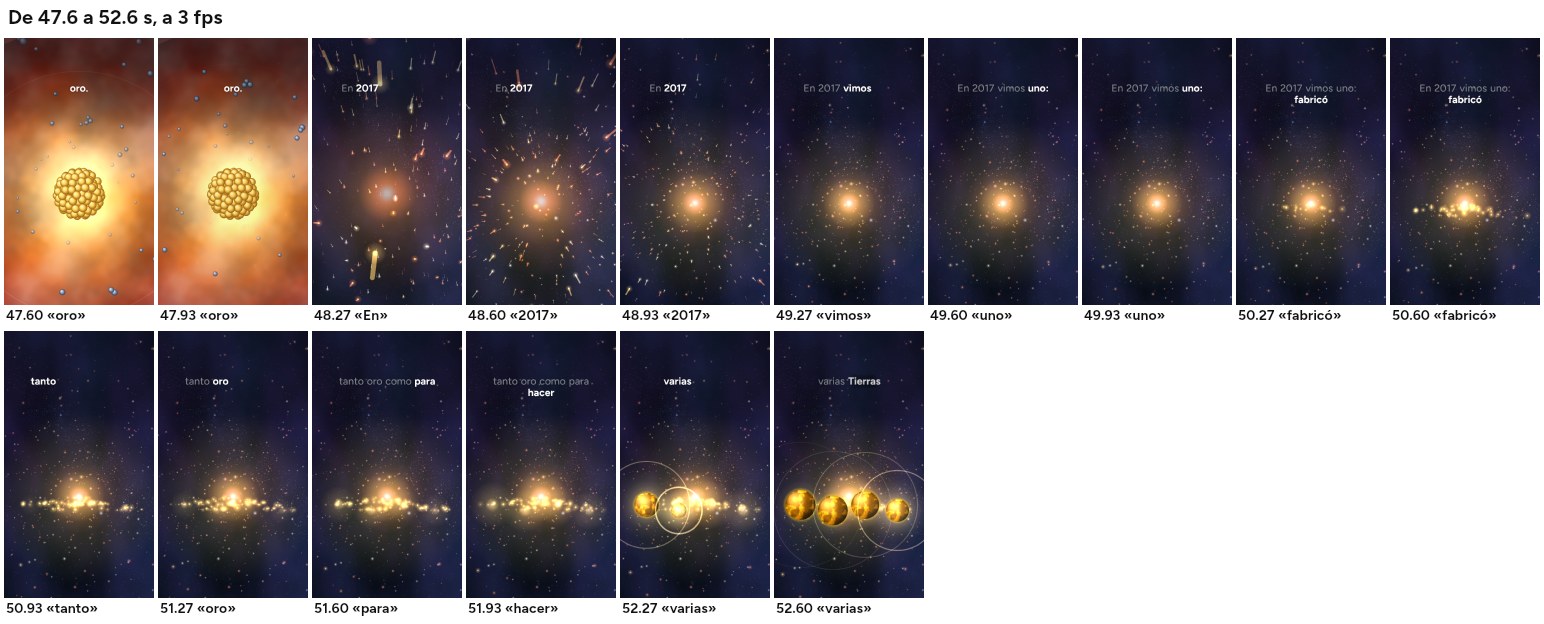 De 47.6 a 52.6 s, a 3 fps
oro.
oro.
En 2017
En 2017
En 2017
En 2017 vimos
En 2017 vimos uno:
En 2017 vimos uno:
En 2017 vimos uno:
fabricó
En 2017 vimos uno:
fabricó
47.60 «oro»
47.93 «oro»
48.27 «En»
48.60 «2017»
48.93 «2017»
49.27 «vimos»
49.60 «uno»
49.93 «uno»
50.27 «fabricó»
50.60 «fabricó»
tanto
tanto oro
tanto oro como para
tanto oro como para
hacer
varias
varias Tierras
50.93 «tanto»
51.27 «oro»
51.60 «para»
51.93 «hacer»
52.27 «varias»
52.60 «varias»